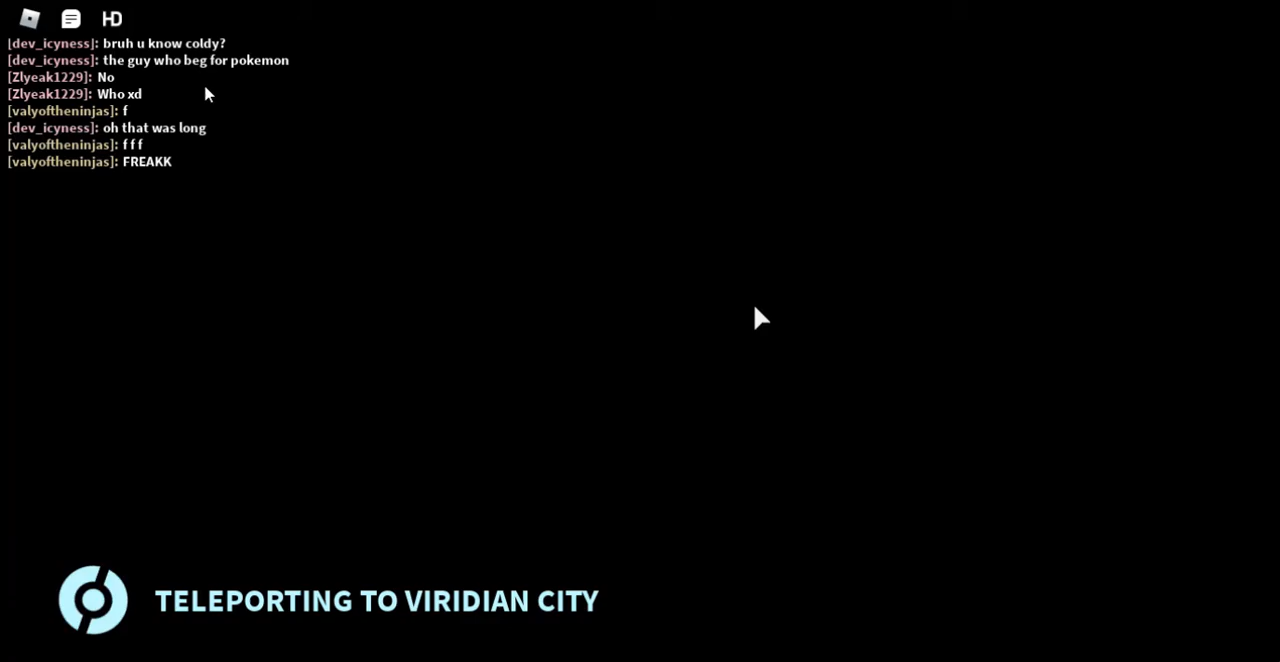 HD
[dev_icyness]: bruh u know coldy?
[dev_icyness]: the guy who beg for pokemon
[Zlyeak1229]: No
[Zlyeak1229]: Who xd
[valyoftheninjas]: f
[dev_icyness]: oh that was long
[valyoftheninjas]: f f f
[valyoftheninjas]: FREAKK
TELEPORTING TO VIRIDIAN CITY